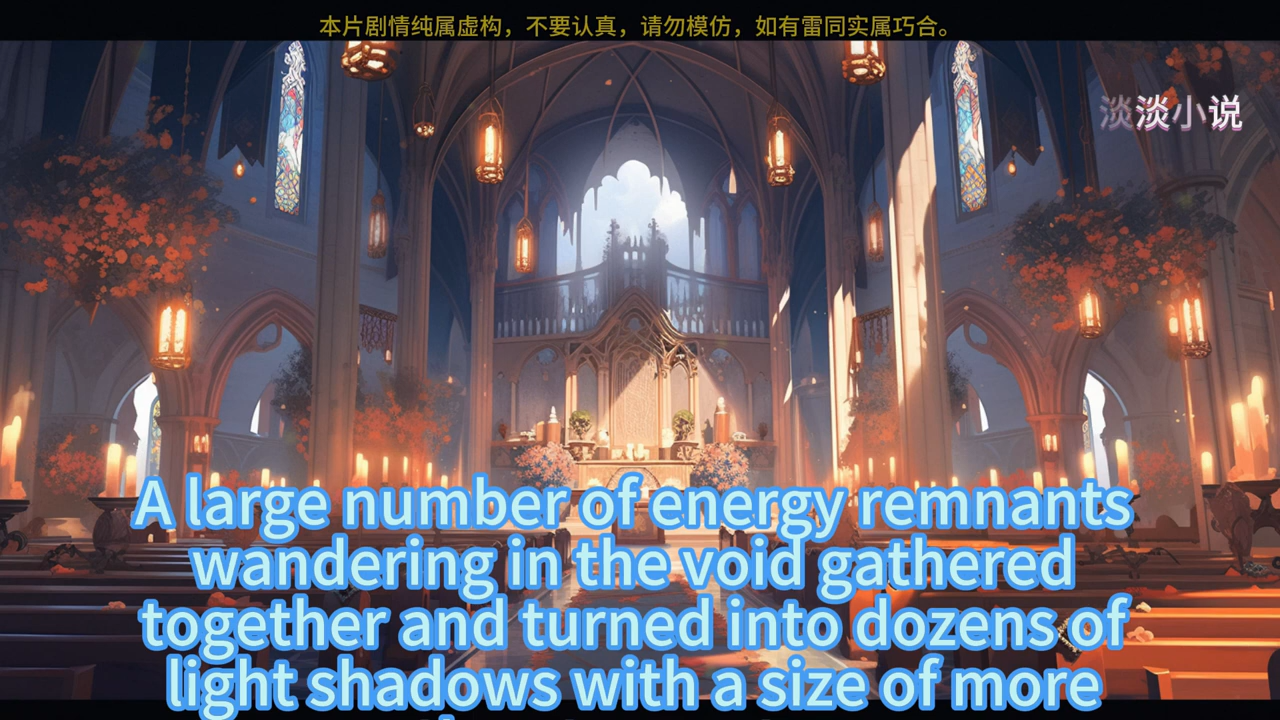 本片剧情纯属虚构，不要认真，请勿模仿，如有雷同实属巧合。
淡淡小说
A large number of energy remnants
wandering in the void gathered
together and turned into dozens of
light shadows with a size of more